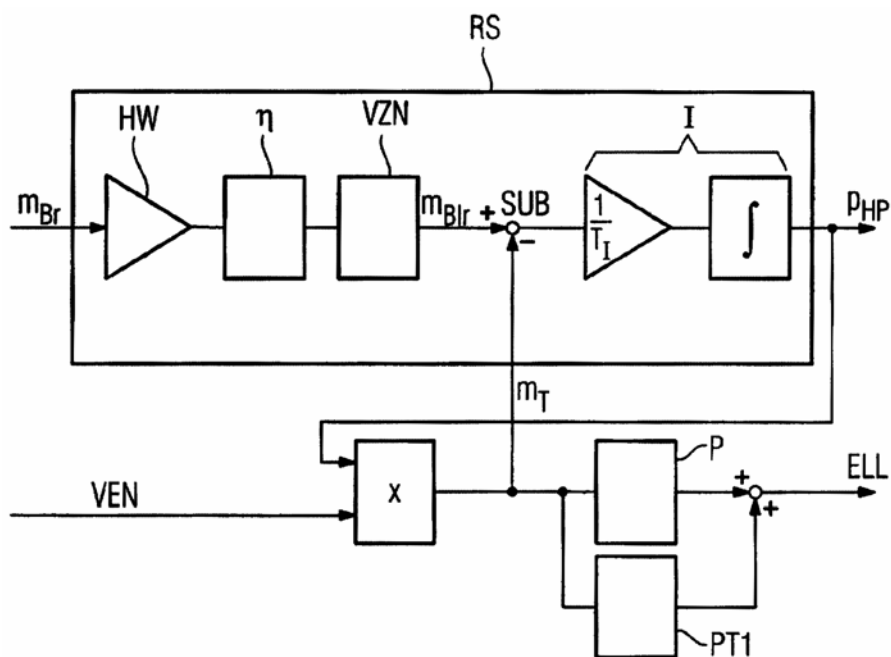 RS
HW
η
VZN
I
m_Br
m_Blr
+
SUB
-
1/T_I
∫
p_HP
m_T
P
VEN
x
+
ELL
+
PT1